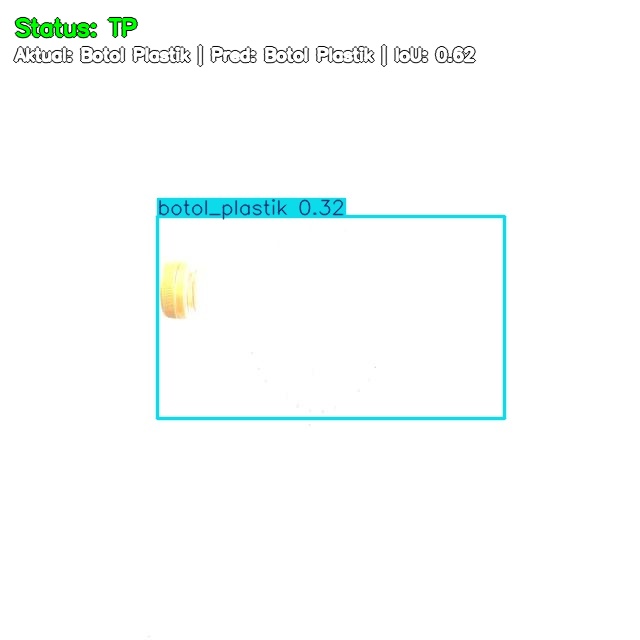 Status: TP
Aktual: Botol Plastik | Pred: Botol Plastik | IoU: 0.62
botol_plastik 0.32